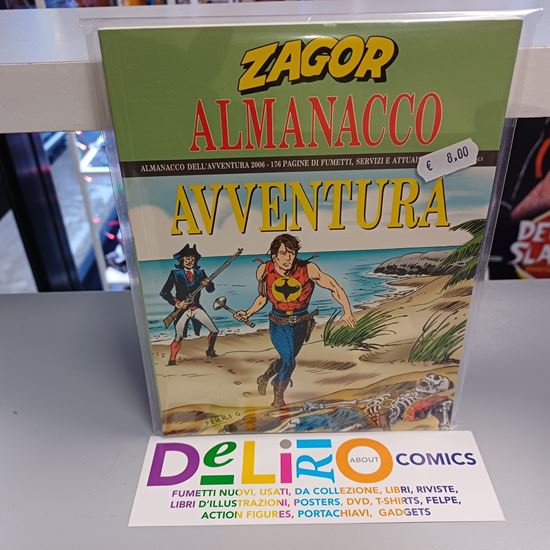 ZAGOR
ALMANACCO
ALMANACCO DELL'AVVENTURA 2006 - 176 PAGINE DI FUMETTI, SERVIZI E
€ 8,00
AVVENTURA
FERRI G
DELIRIO ABOUT COMICS
FUMETTI NUOVI, USATI, DA COLLEZIONE, LIBRI, RIVISTE,
LIBRI D'ILLUSTRAZIONI, POSTERS, DVD, T-SHIRTS, FELPE,
ACTION FIGURES, PORTACHIAVI, GADGETS